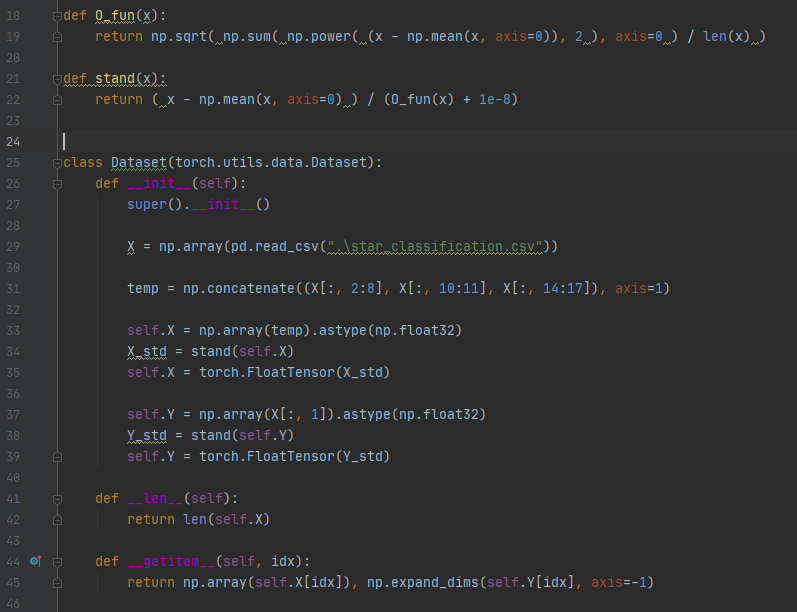 18 def O_fun(x):
19     return np.sqrt( np.sum( np.power( (x - np.mean(x, axis=0)), 2 ), axis=0 ) / len(x) )
20
21 def stand(x):
22     return ( x - np.mean(x, axis=0) ) / (O_fun(x) + 1e-8)
23
24
25 class Dataset(torch.utils.data.Dataset):
26     def __init__(self):
27         super().__init__()
28
29         X = np.array(pd.read_csv(".\star_classification.csv"))
30
31         temp = np.concatenate((X[:, 2:8], X[:, 10:11], X[:, 14:17]), axis=1)
32
33         self.X = np.array(temp).astype(np.float32)
34         X_std = stand(self.X)
35         self.X = torch.FloatTensor(X_std)
36
37         self.Y = np.array(X[:, 1]).astype(np.float32)
38         Y_std = stand(self.Y)
39         self.Y = torch.FloatTensor(Y_std)
40
41     def __len__(self):
42         return len(self.X)
43
44     def __getitem__(self, idx):
45         return np.array(self.X[idx]), np.expand_dims(self.Y[idx], axis=-1)
46